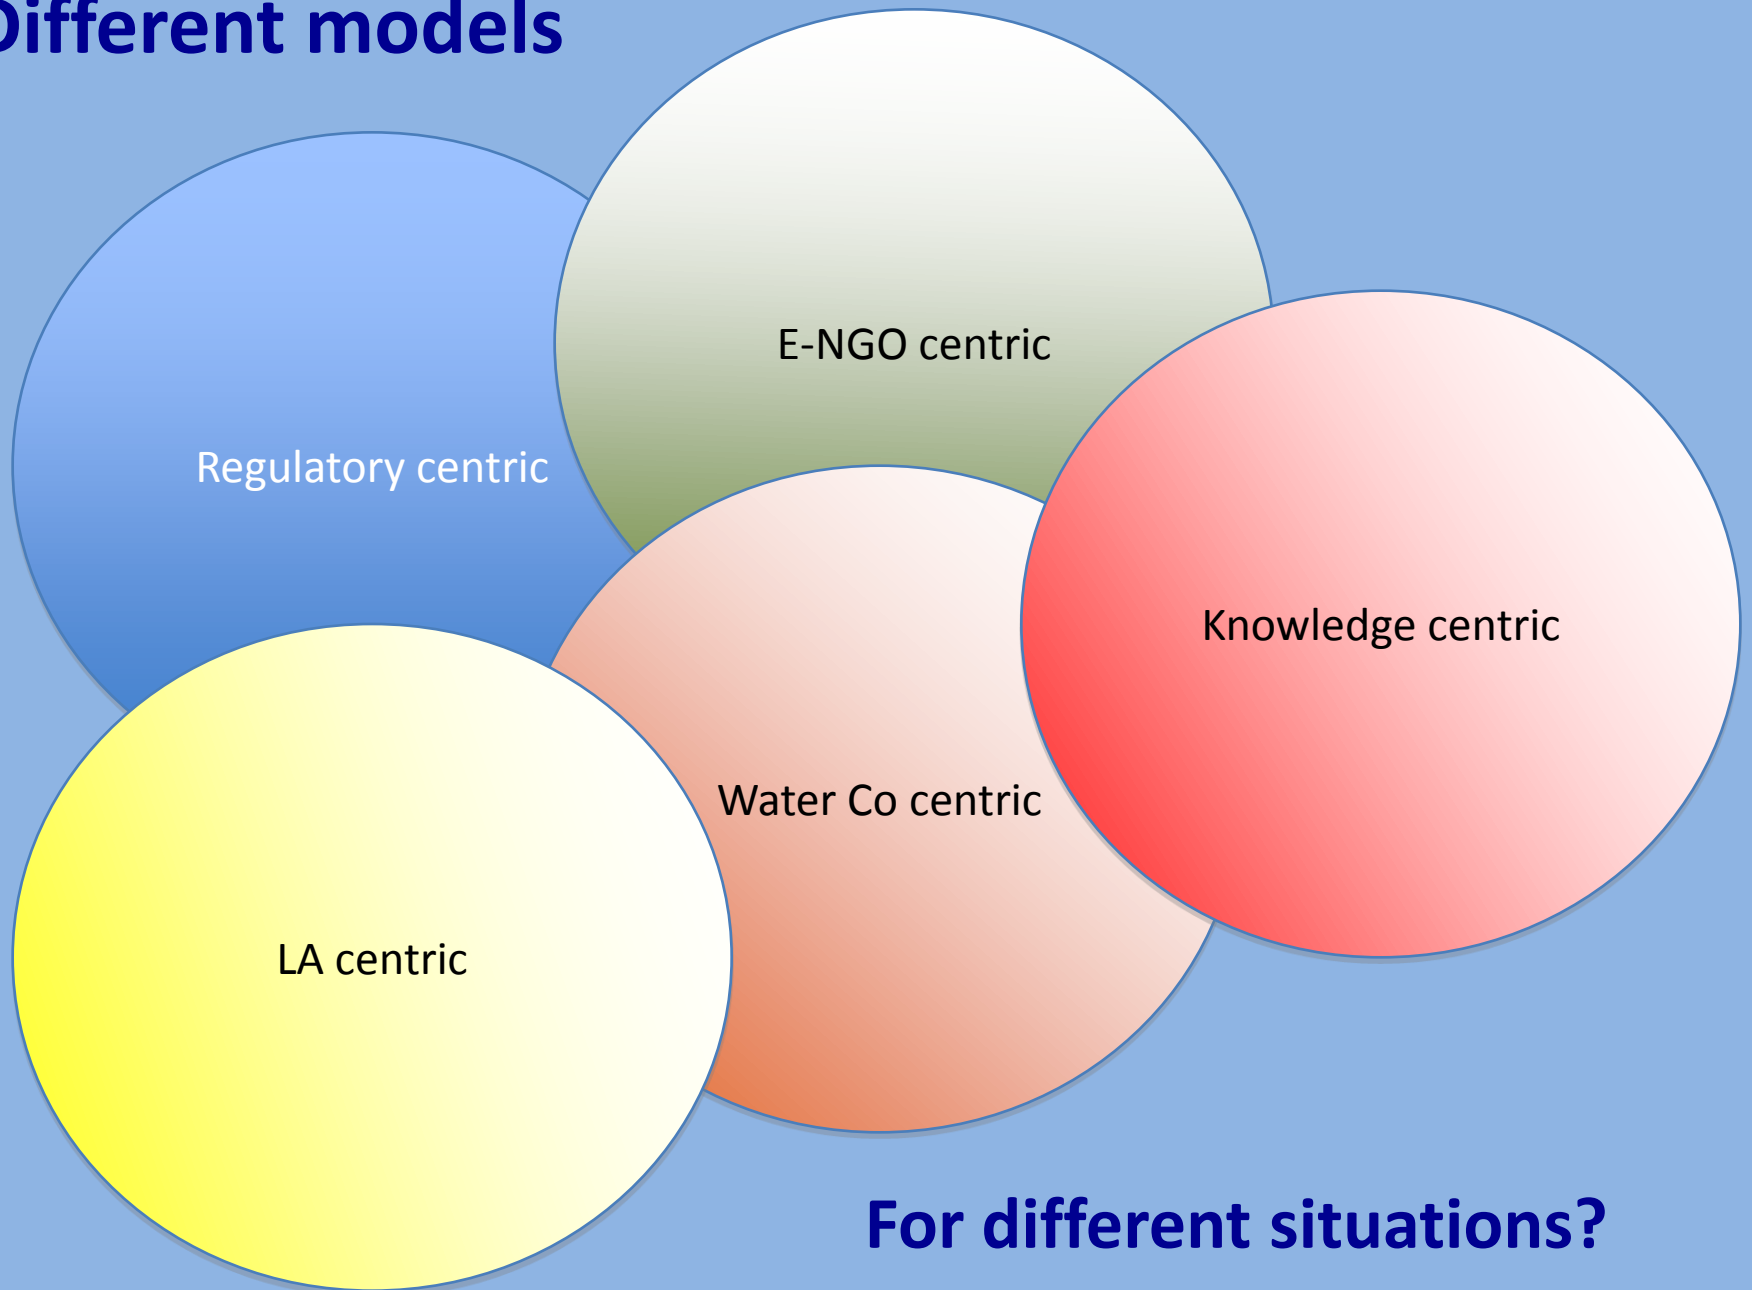 Different models
E-NGO centric
Regulatory centric
Knowledge centric
Water Co centric
LA centric
For different situations?